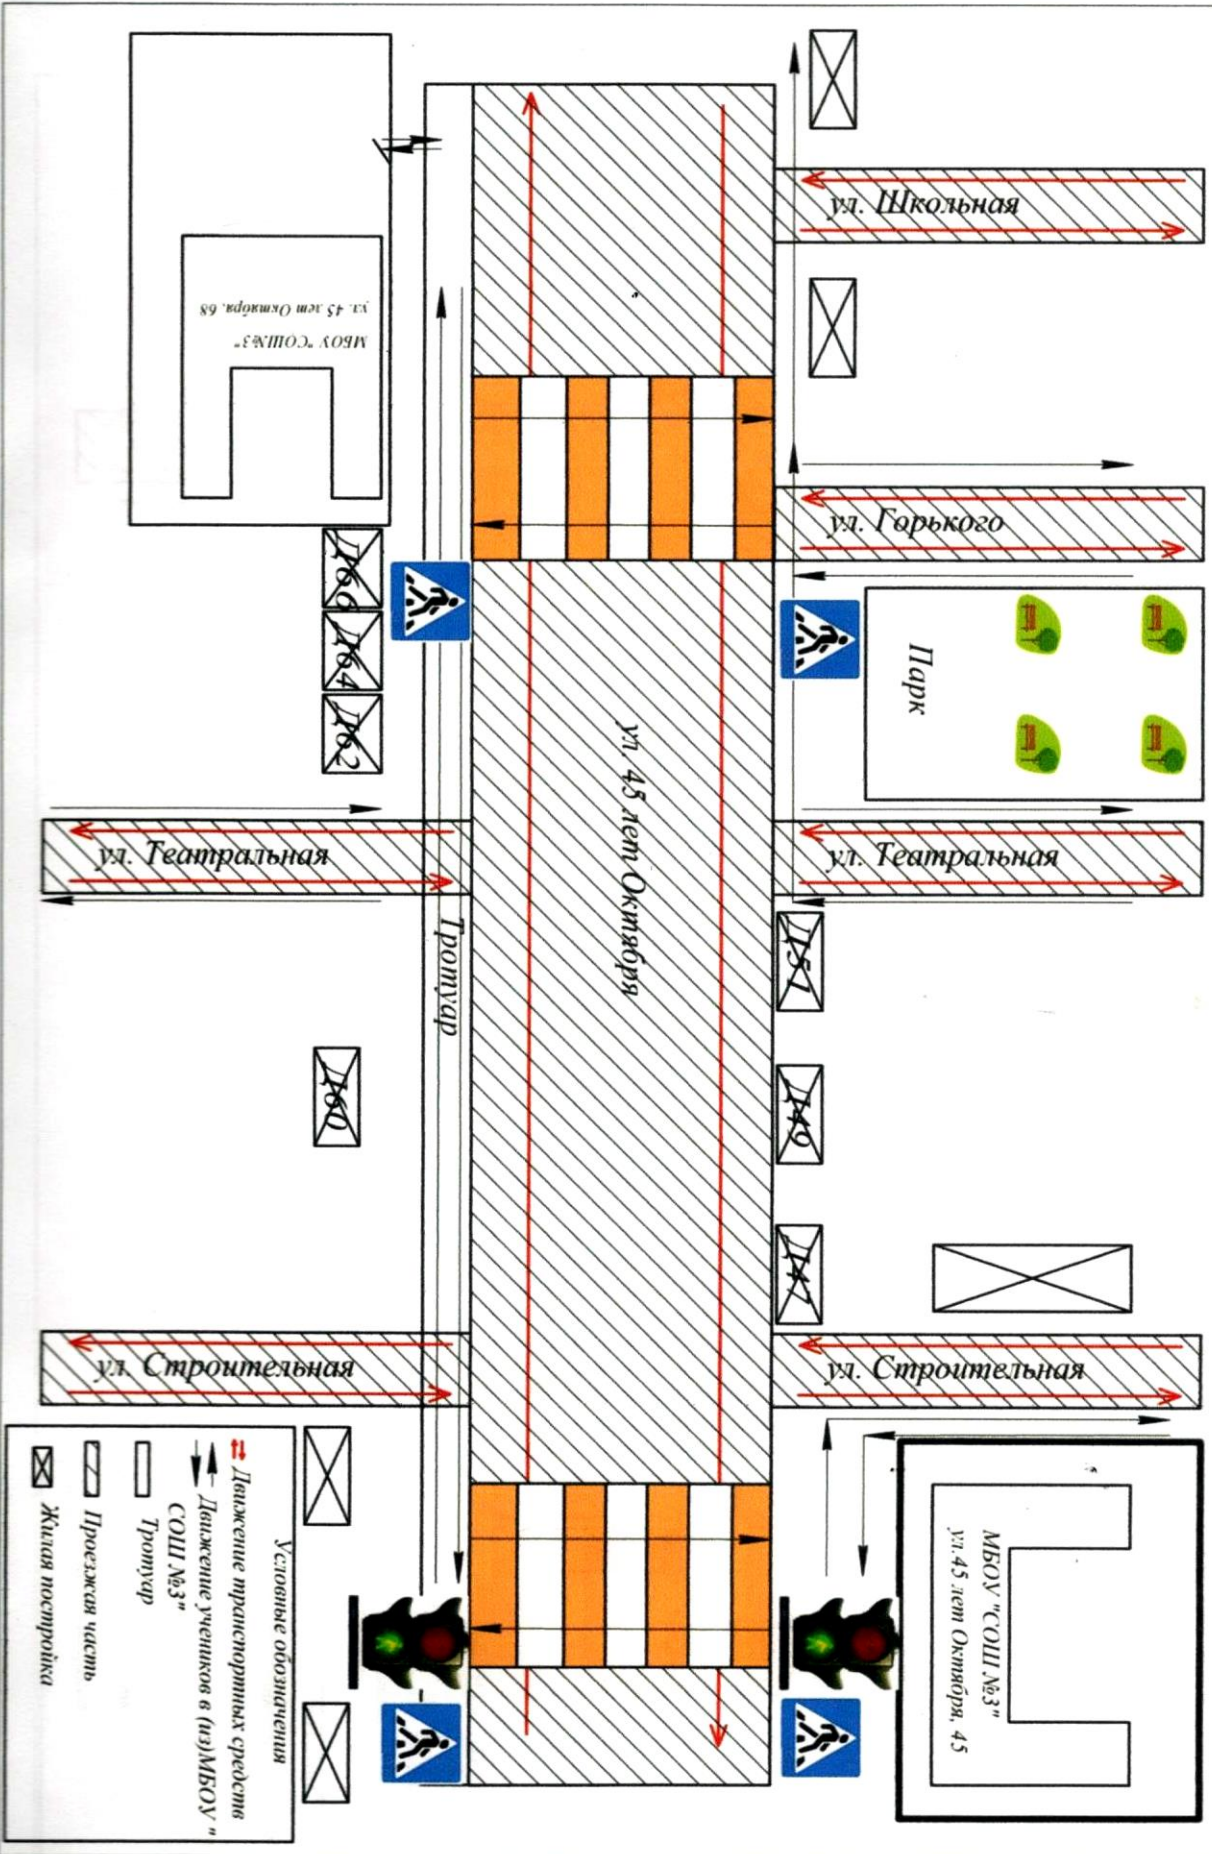 ул. Школьная
ул. Горького
Парк
ул. Театральная
ул. Строительная
Д51
Д49
Д47
МБОУ "СОШ №3"
ул.45 лет Октября, 45
ул. 45 лет Октября
Тротуар
МБОУ "СОШ№3"
ул. 45 лет Октября, 68
Д66
Д64
Д62
ул. Театральная
Д60
ул. Строительная
Условные обозначения
Движение транспортных средств
Движение учеников в (из)МБОУ "
СОШ №3"
Тротуар
Проезжая часть
Жилая постройка